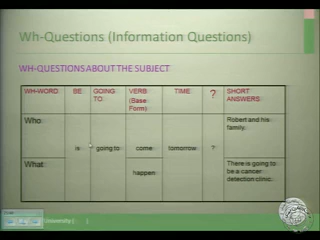 Wh-Questions (Information Questions)
WH-QUESTIONS ABOUT THE SUBJECT
WH-WORD BE GOING TO VERB (Base Form) TIME ? SHORT ANSWERS
Who Robert and his family.
is going to come tomorrow ?
What happen There is going to be a cancer detection clinic.
University |